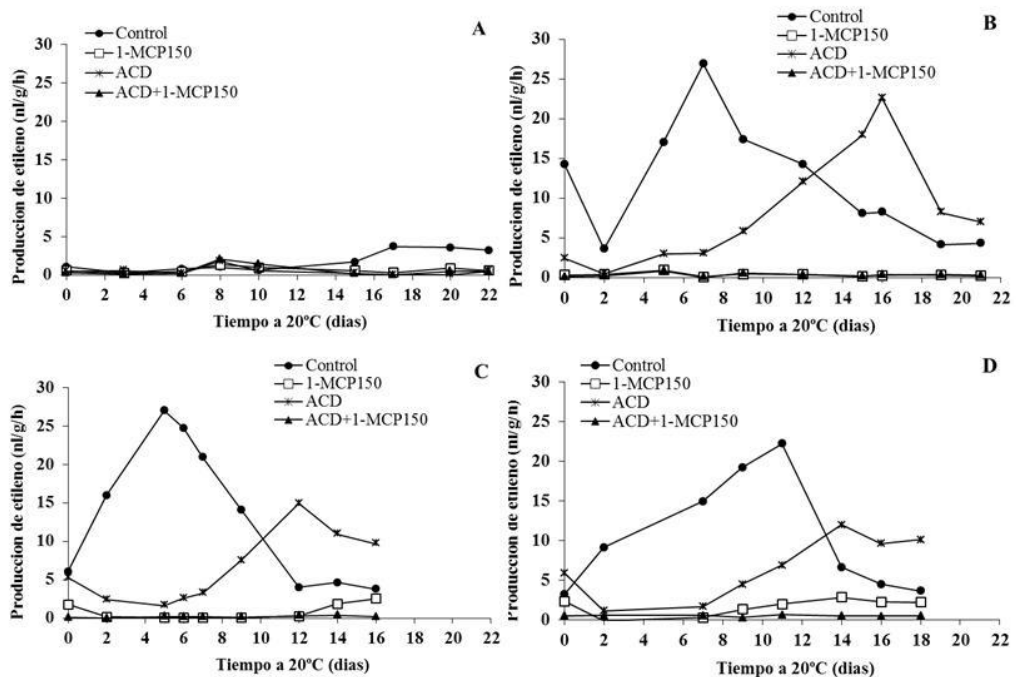 A
Control
1-MCP150
ACD
ACD+1-MCP150
Produccion de etileno (nl/g/h)
30
25
20
15
10
5
0
0 2 4 6 8 10 12 14 16 18 20 22
Tiempo a 20ºC (dias)
B
Control
1-MCP150
ACD
ACD+1-MCP150
Produccion de etileno (nl/g/h)
30
25
20
15
10
5
0
0 2 4 6 8 10 12 14 16 18 20 22
Tiempo a 20ºC (dias)
C
Control
1-MCP150
ACD
ACD+1-MCP150
Produccion de etileno (nl/g/h)
30
25
20
15
10
5
0
0 2 4 6 8 10 12 14 16 18 20 22
Tiempo a 20ºC (dias)
D
Control
1-MCP150
ACD
ACD+1-MCP150
Produccion de etileno (nl/g/h)
30
25
20
15
10
5
0
0 2 4 6 8 10 12 14 16 18 20 22
Tiempo a 20ºC (dias)